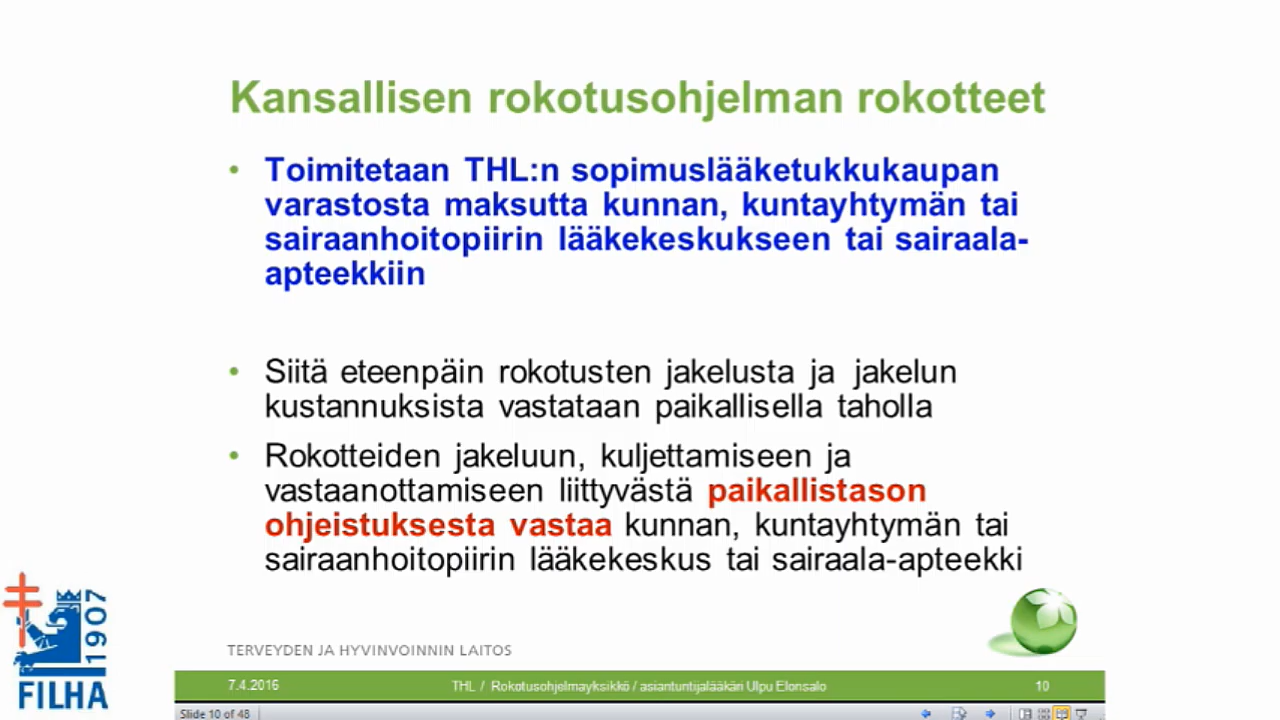 Kansallisen rokotusohjelman rokotteet
• Toimitetaan THL:n sopimuslääketukkukaupan
varastosta maksutta kunnan, kuntayhtymän tai
sairaanhoitopiirin lääkekeskukseen tai sairaala-
apteekkiin
• Siitä eteenpäin rokotusten jakelusta ja jakelun
kustannuksista vastataan paikallisella taholla
• Rokotteiden jakeluun, kuljettamiseen ja
vastaanottamiseen liittyvästä paikallistason
ohjeistuksesta vastaa kunnan, kuntayhtymän tai
sairaanhoitopiirin lääkekeskus tai sairaala-apteekki
1907
FILHA
TERVEYDEN JA HYVINVOINNIN LAITOS
7.4.2016
THL / Rokotusohjelmayksikkö / asiantuntijalääkäri Ulpu Elonsalo
10
Slide 10 of 48